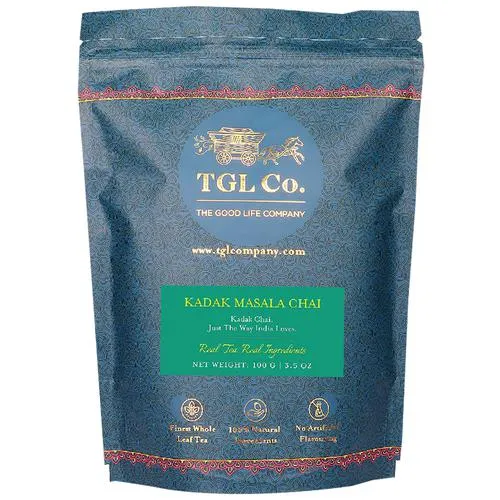 TGL Co.
THE GOOD LIFE COMPANY
www.tglcompany.com
KADAK MASALA CHAI
Kadak Chai.
Just The Way India Loves.
Real Tea Real Ingredients
NET WEIGHT: 100 G | 3.5 OZ
Finest Whole
Leaf Tea
100% Natural
Ingredients
No Artificial
Flavouring